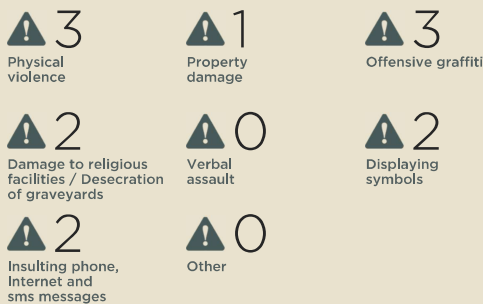 3
Physical
violence
1
Property
damage
3
Offensive graffiti
2
Damage to religious
facilities / Desecration
of graveyards
0
Verbal
assault
2
Displaying
symbols
2
Insulting phone,
Internet and
sms messages
0
Other